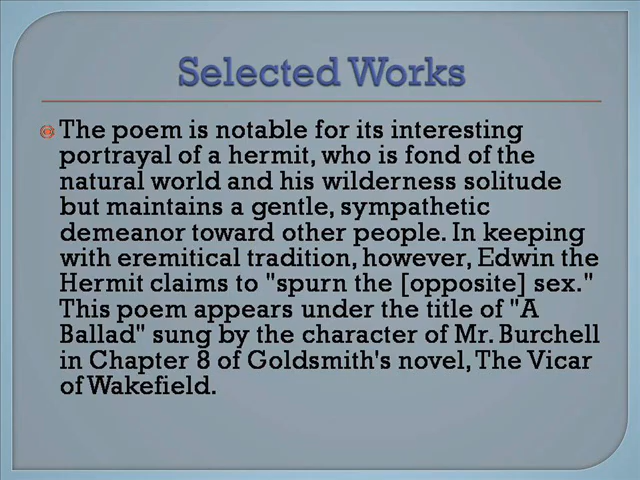 Selected Works
The poem is notable for its interesting
portrayal of a hermit, who is fond of the
natural world and his wilderness solitude
but maintains a gentle, sympathetic
demeanor toward other people. In keeping
with eremitical tradition, however, Edwin the
Hermit claims to "spurn the [opposite] sex."
This poem appears under the title of "A
Ballad" sung by the character of Mr. Burchell
in Chapter 8 of Goldsmith's novel, The Vicar
of Wakefield.